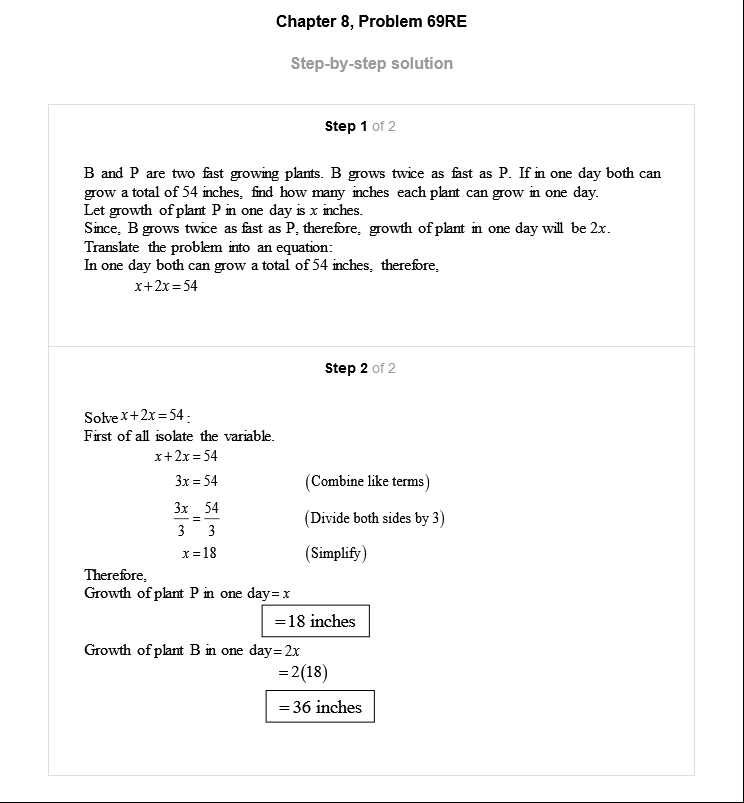 Chapter 8, Problem 69RE
Step-by-step solution
Step 1 of 2
B and P are two fast growing plants. B grows twice as fast as P. If in one day both can
grow a total of 54 inches, find how many inches each plant can grow in one day.
Let growth of plant P in one day is x inches.
Since, B grows twice as fast as P, therefore, growth of plant in one day will be 2x.
Translate the problem into an equation:
In one day both can grow a total of 54 inches, therefore,
x+2x=54
Step 2 of 2
Solve x+2x=54:
First of all isolate the variable.
x+2x=54
3x=54 (Combine like terms)
3x/3=54/3 (Divide both sides by 3)
x=18 (Simplify)
Therefore,
Growth of plant P in one day=x
=18 inches
Growth of plant B in one day=2x
=2(18)
=36 inches